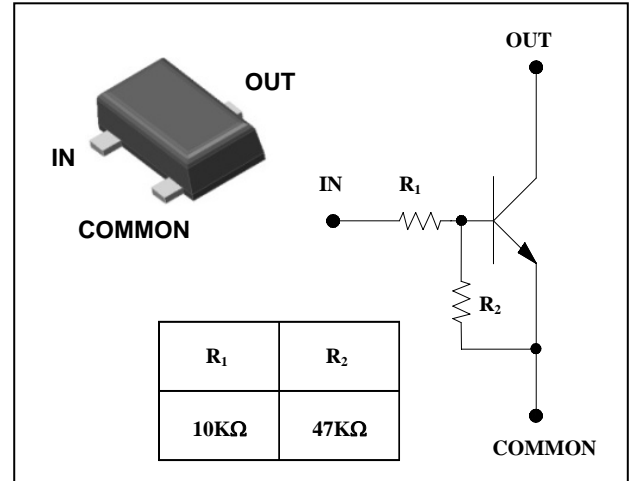 OUT
IN
COMMON
OUT
IN
R₁
R₂
COMMON
R₁ R₂
10KΩ 47KΩ